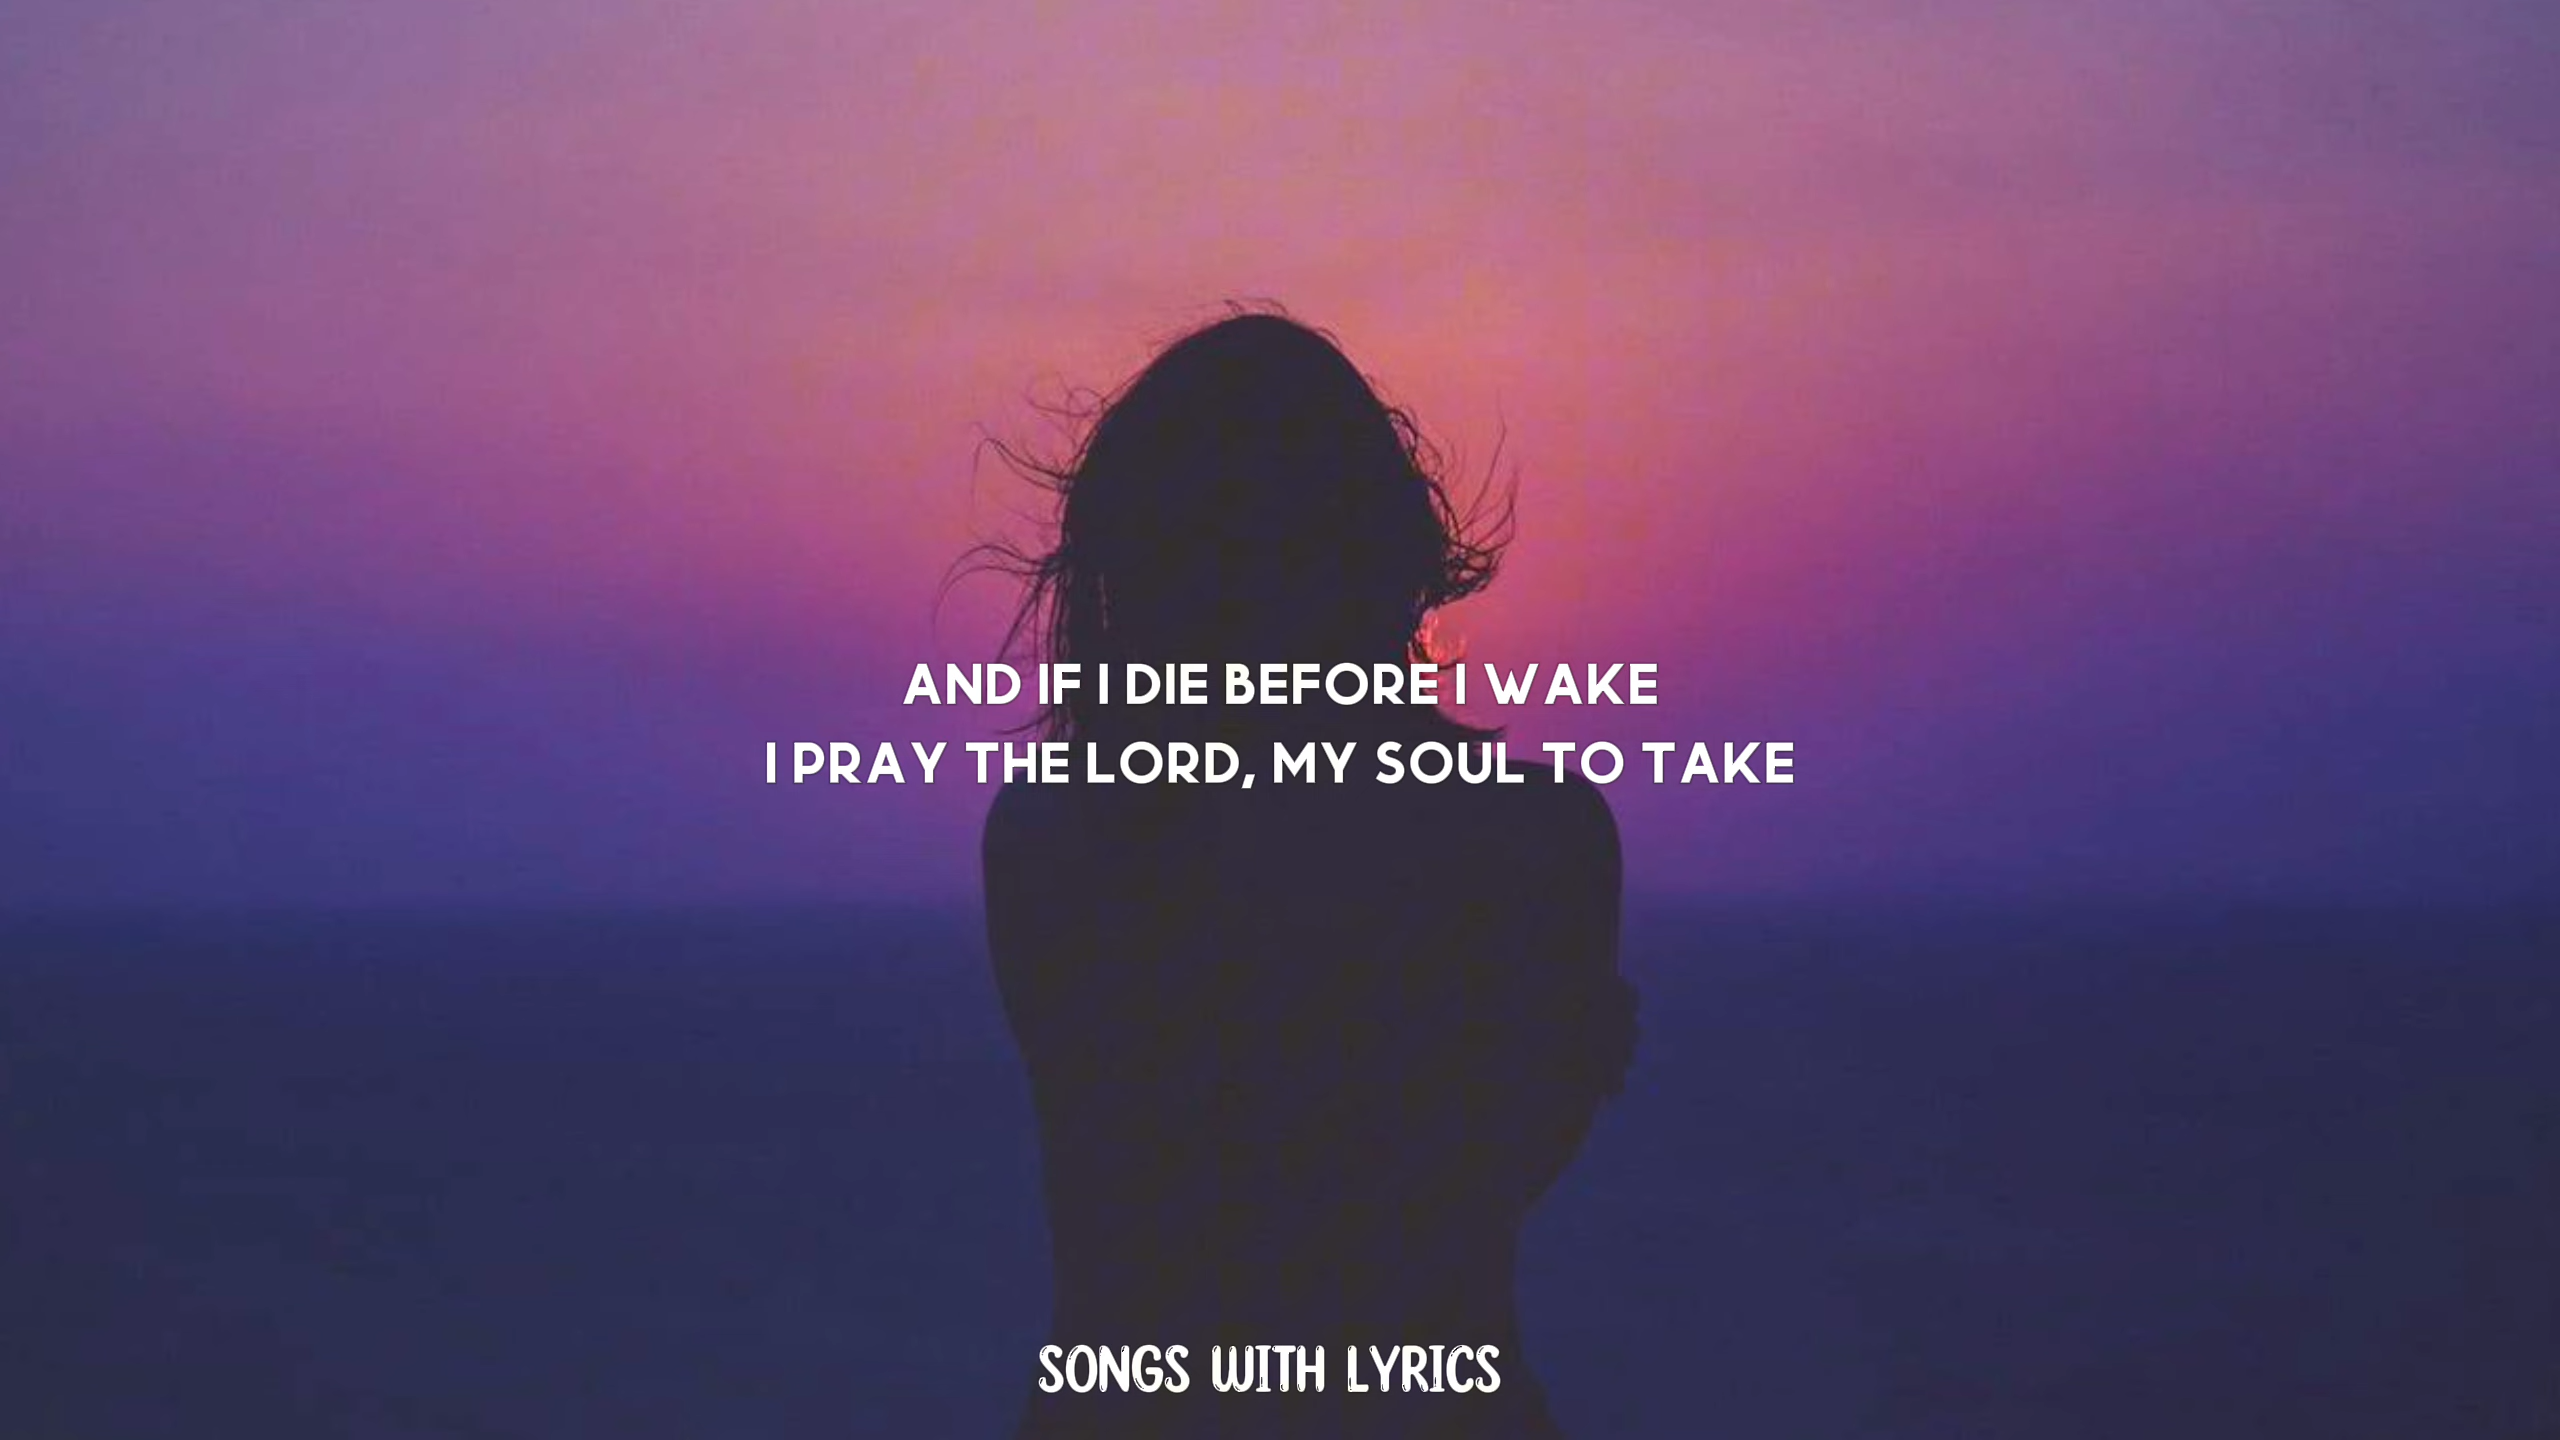 AND IF I DIE BEFORE I WAKE
I PRAY THE LORD, MY SOUL TO TAKE
SONGS WITH LYRICS